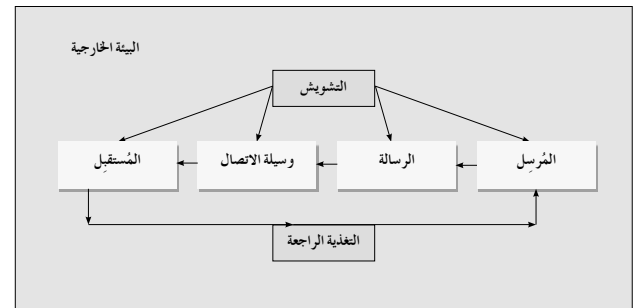 البيئة الخارجية
التشويش
المُرسِل
الرسالة
وسيلة الاتصال
المُستقبِل
التغذية الراجعة